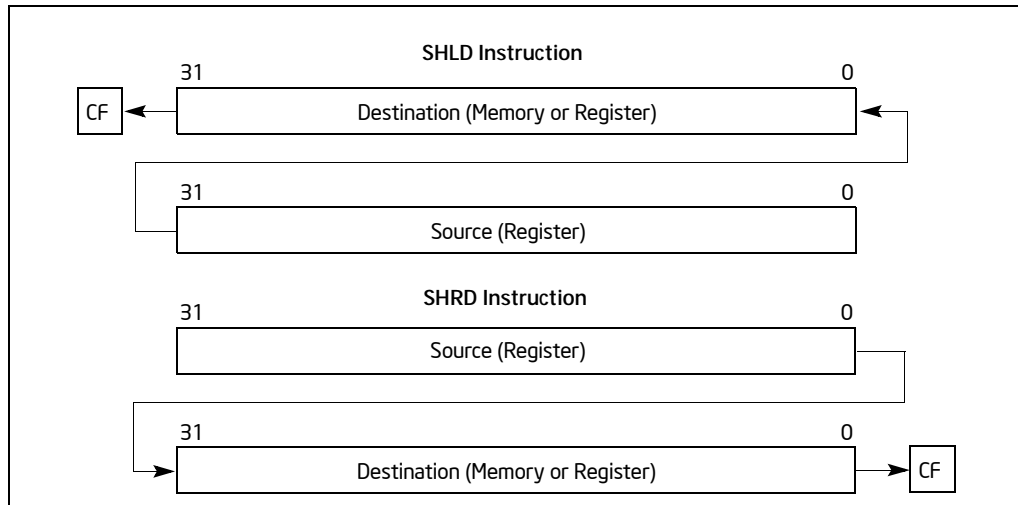 SHLD Instruction
31 0
CF Destination (Memory or Register)
31 0
Source (Register)
SHRD Instruction
31 0
Source (Register)
31 0
Destination (Memory or Register) CF